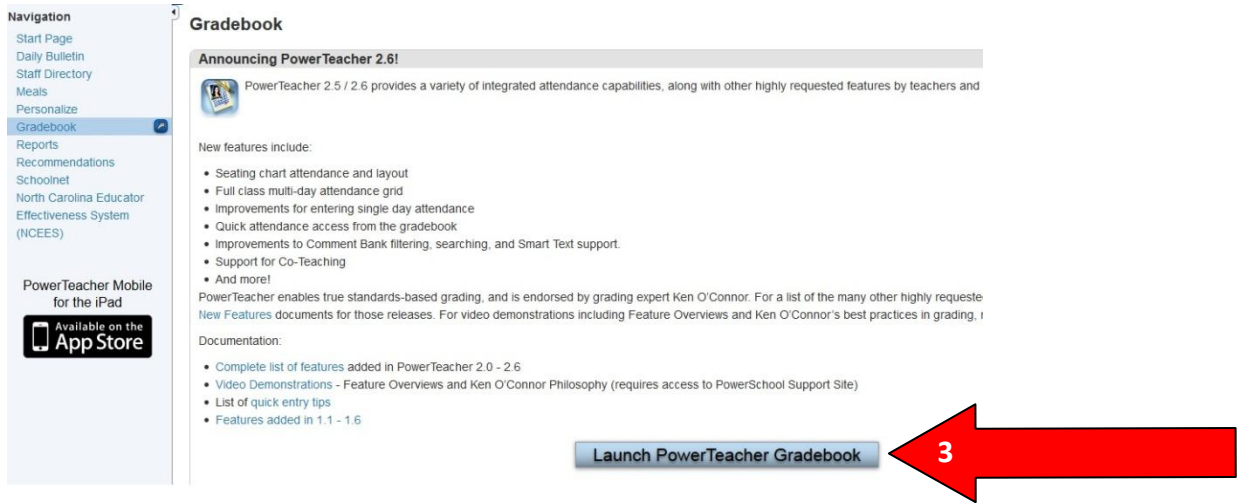 Navigation
Start Page
Daily Bulletin
Staff Directory
Meals
Personalize
Gradebook
Reports
Recommendations
Schoolnet
North Carolina Educator
Effectiveness System
(NCEES)
PowerTeacher Mobile
for the iPad
Available on the
App Store
Gradebook
Announcing PowerTeacher 2.6!
PowerTeacher 2.5 / 2.6 provides a variety of integrated attendance capabilities, along with other highly requested features by teachers and
New features include:
• Seating chart attendance and layout
• Full class multi-day attendance grid
• Improvements for entering single day attendance
• Quick attendance access from the gradebook
• Improvements to Comment Bank filtering, searching, and Smart Text support.
• Support for Co-Teaching
• And more!
PowerTeacher enables true standards-based grading, and is endorsed by grading expert Ken O'Connor. For a list of the many other highly requeste
New Features documents for those releases. For video demonstrations including Feature Overviews and Ken O'Connor's best practices in grading,
Documentation:
• Complete list of features added in PowerTeacher 2.0 - 2.6
• Video Demonstrations - Feature Overviews and Ken O'Connor Philosophy (requires access to PowerSchool Support Site)
• List of quick entry tips
• Features added in 1.1 - 1.6
Launch PowerTeacher Gradebook
3